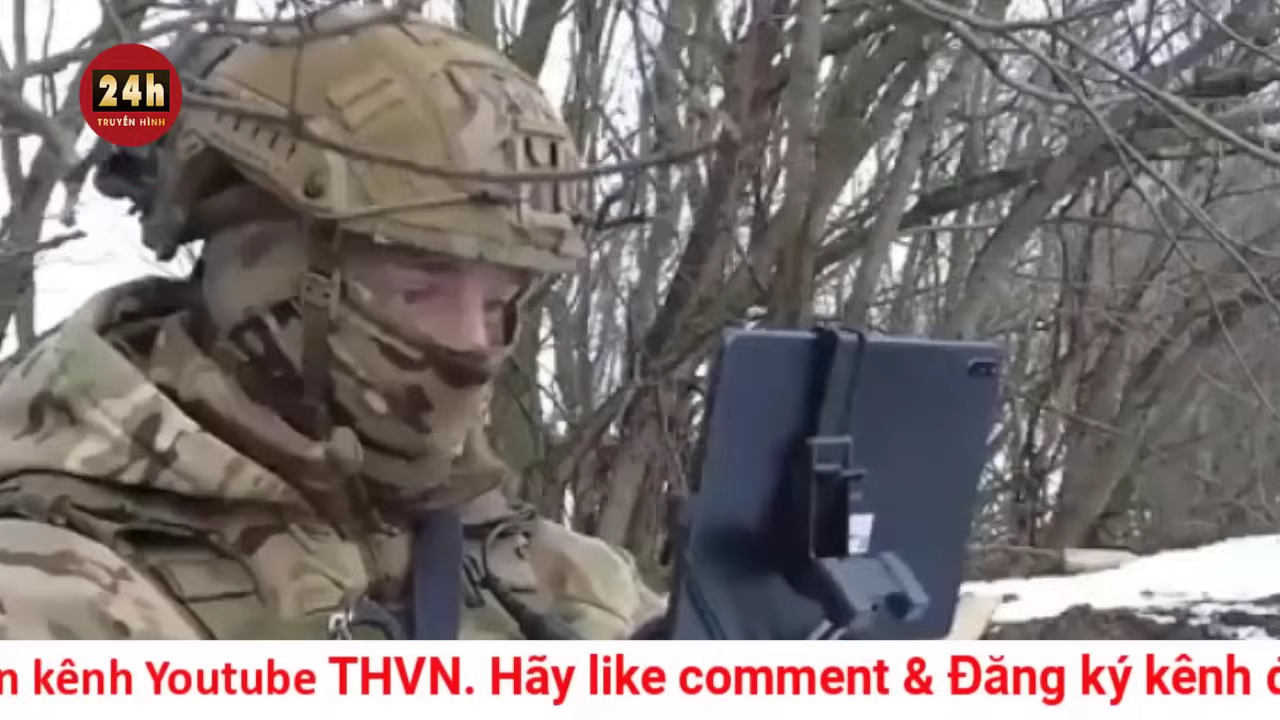 24h
TRUYỀN HÌNH
kênh Youtube THVN. Hãy like comment & Đăng ký kênh